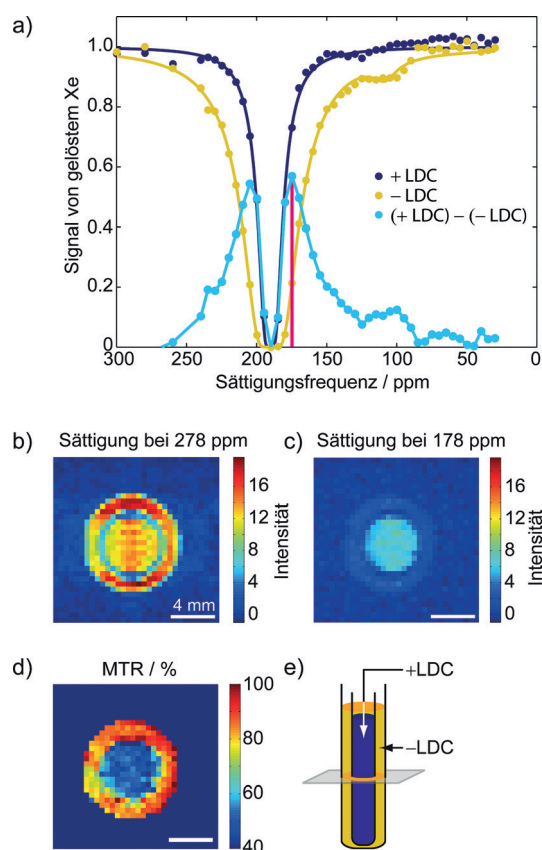 a)
Signal von gelöstem Xe
1.0
0.8
0.6
0.4
0.2
0
300 250 200 150 100 50 0
Sättigungsfrequenz / ppm
+ LDC
– LDC
(+ LDC) – (– LDC)
b) Sättigung bei 278 ppm
4 mm
16
12
8
4
0
Intensität
c) Sättigung bei 178 ppm
16
12
8
4
0
Intensität
d) MTR / %
100
80
60
40
e)
+LDC
–LDC